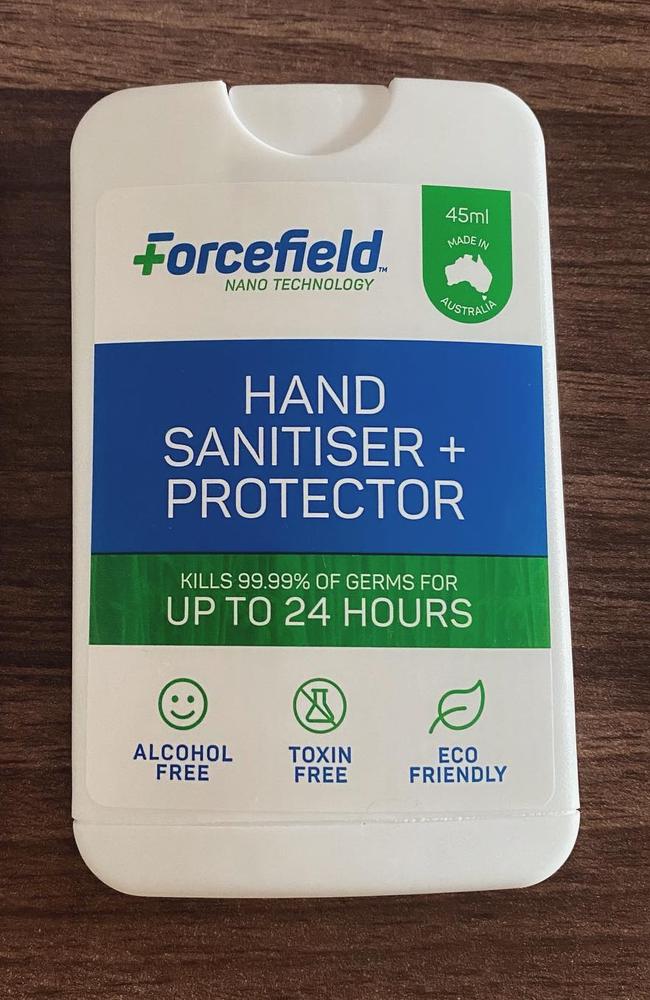 Forcefield™
NANO TECHNOLOGY
45ml
MADE IN
AUSTRALIA
HAND
SANITISER +
PROTECTOR
KILLS 99.99% OF GERMS FOR
UP TO 24 HOURS
ALCOHOL
FREE
TOXIN
FREE
ECO
FRIENDLY